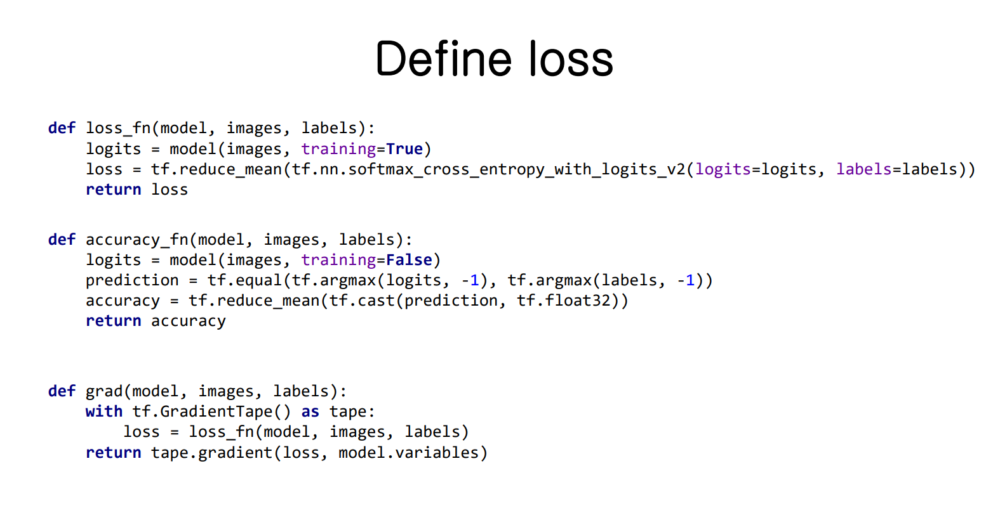 Define loss
def loss_fn(model, images, labels):
    logits = model(images, training=True)
    loss = tf.reduce_mean(tf.nn.softmax_cross_entropy_with_logits_v2(logits=logits, labels=labels))
    return loss
def accuracy_fn(model, images, labels):
    logits = model(images, training=False)
    prediction = tf.equal(tf.argmax(logits, -1), tf.argmax(labels, -1))
    accuracy = tf.reduce_mean(tf.cast(prediction, tf.float32))
    return accuracy
def grad(model, images, labels):
    with tf.GradientTape() as tape:
        loss = loss_fn(model, images, labels)
    return tape.gradient(loss, model.variables)